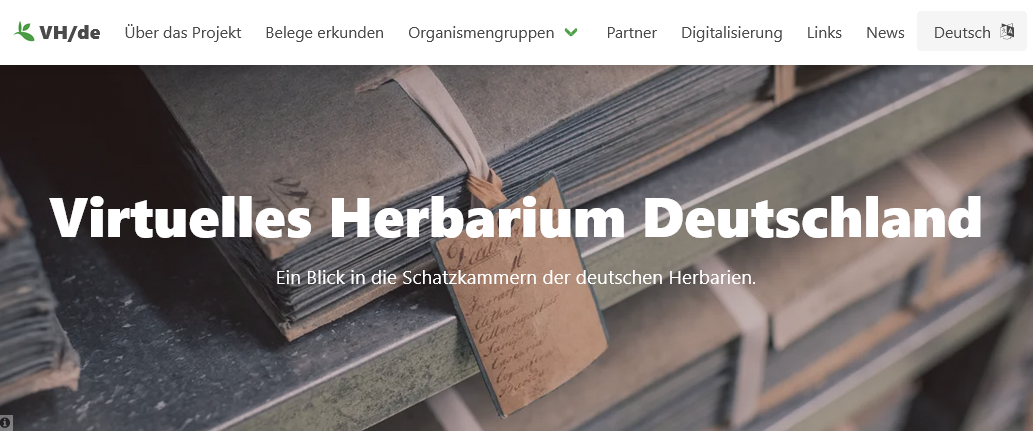 VH/de Über das Projekt Belege erkunden Organismengruppen Partner Digitalisierung Links News Deutsch
Virtuelles Herbarium Deutschland
Ein Blick in die Schatzkammern der deutschen Herbarien.